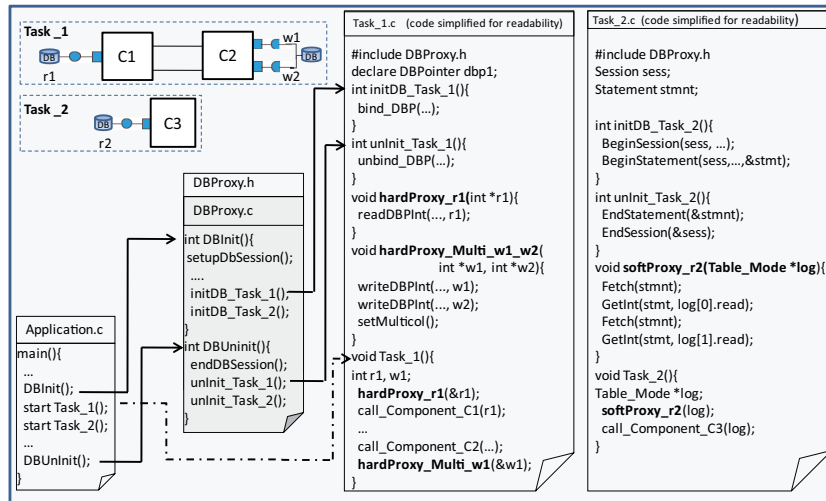 Task _1
DB
r1
C1
C2
w1
DB
w2
Task _2
DB
r2
C3
DBProxy.h
DBProxy.c
int DBInit(){
setupDbSession();
....
initDB_Task_1();
initDB_Task_2();
}
int DBUninit(){
endDBSession();
unInit_Task_1();
unInit_Task_2();
}
Application.c
main(){
...
DBInit();
start Task_1();
start Task_2();
...
DBUnInit();
}
Task_1.c (code simplified for readability)
#include DBProxy.h
declare DBPointer dbp1;
int initDB_Task_1(){
bind_DBP(...);
}
int unInit_Task_1(){
unbind_DBP(...);
}
void hardProxy_r1(int *r1){
readDBPInt(..., r1);
}
void hardProxy_Multi_w1_w2(
int *w1, int *w2){
writeDBPInt(..., w1);
writeDBPInt(..., w2);
setMulticol();
}
void Task_1(){
int r1, w1;
hardProxy_r1(&r1);
call_Component_C1(r1);
...
call_Component_C2(...);
hardProxy_Multi_w1(&w1);
}
Task_2.c (code simplified for readability)
#include DBProxy.h
Session sess;
Statement stmnt;
int initDB_Task_2(){
BeginSession(sess, ...);
BeginStatement(sess,...,&stmt);
}
int unInit_Task_2(){
EndStatement(&stmnt);
EndSession(&sess);
}
void softProxy_r2(Table_Mode *log){
Fetch(stmnt);
GetInt(stmt, log[0].read);
Fetch(stmnt);
GetInt(stmt, log[1].read);
}
void Task_2(){
Table_Mode *log;
softProxy_r2(log);
call_Component_C3(log);
}